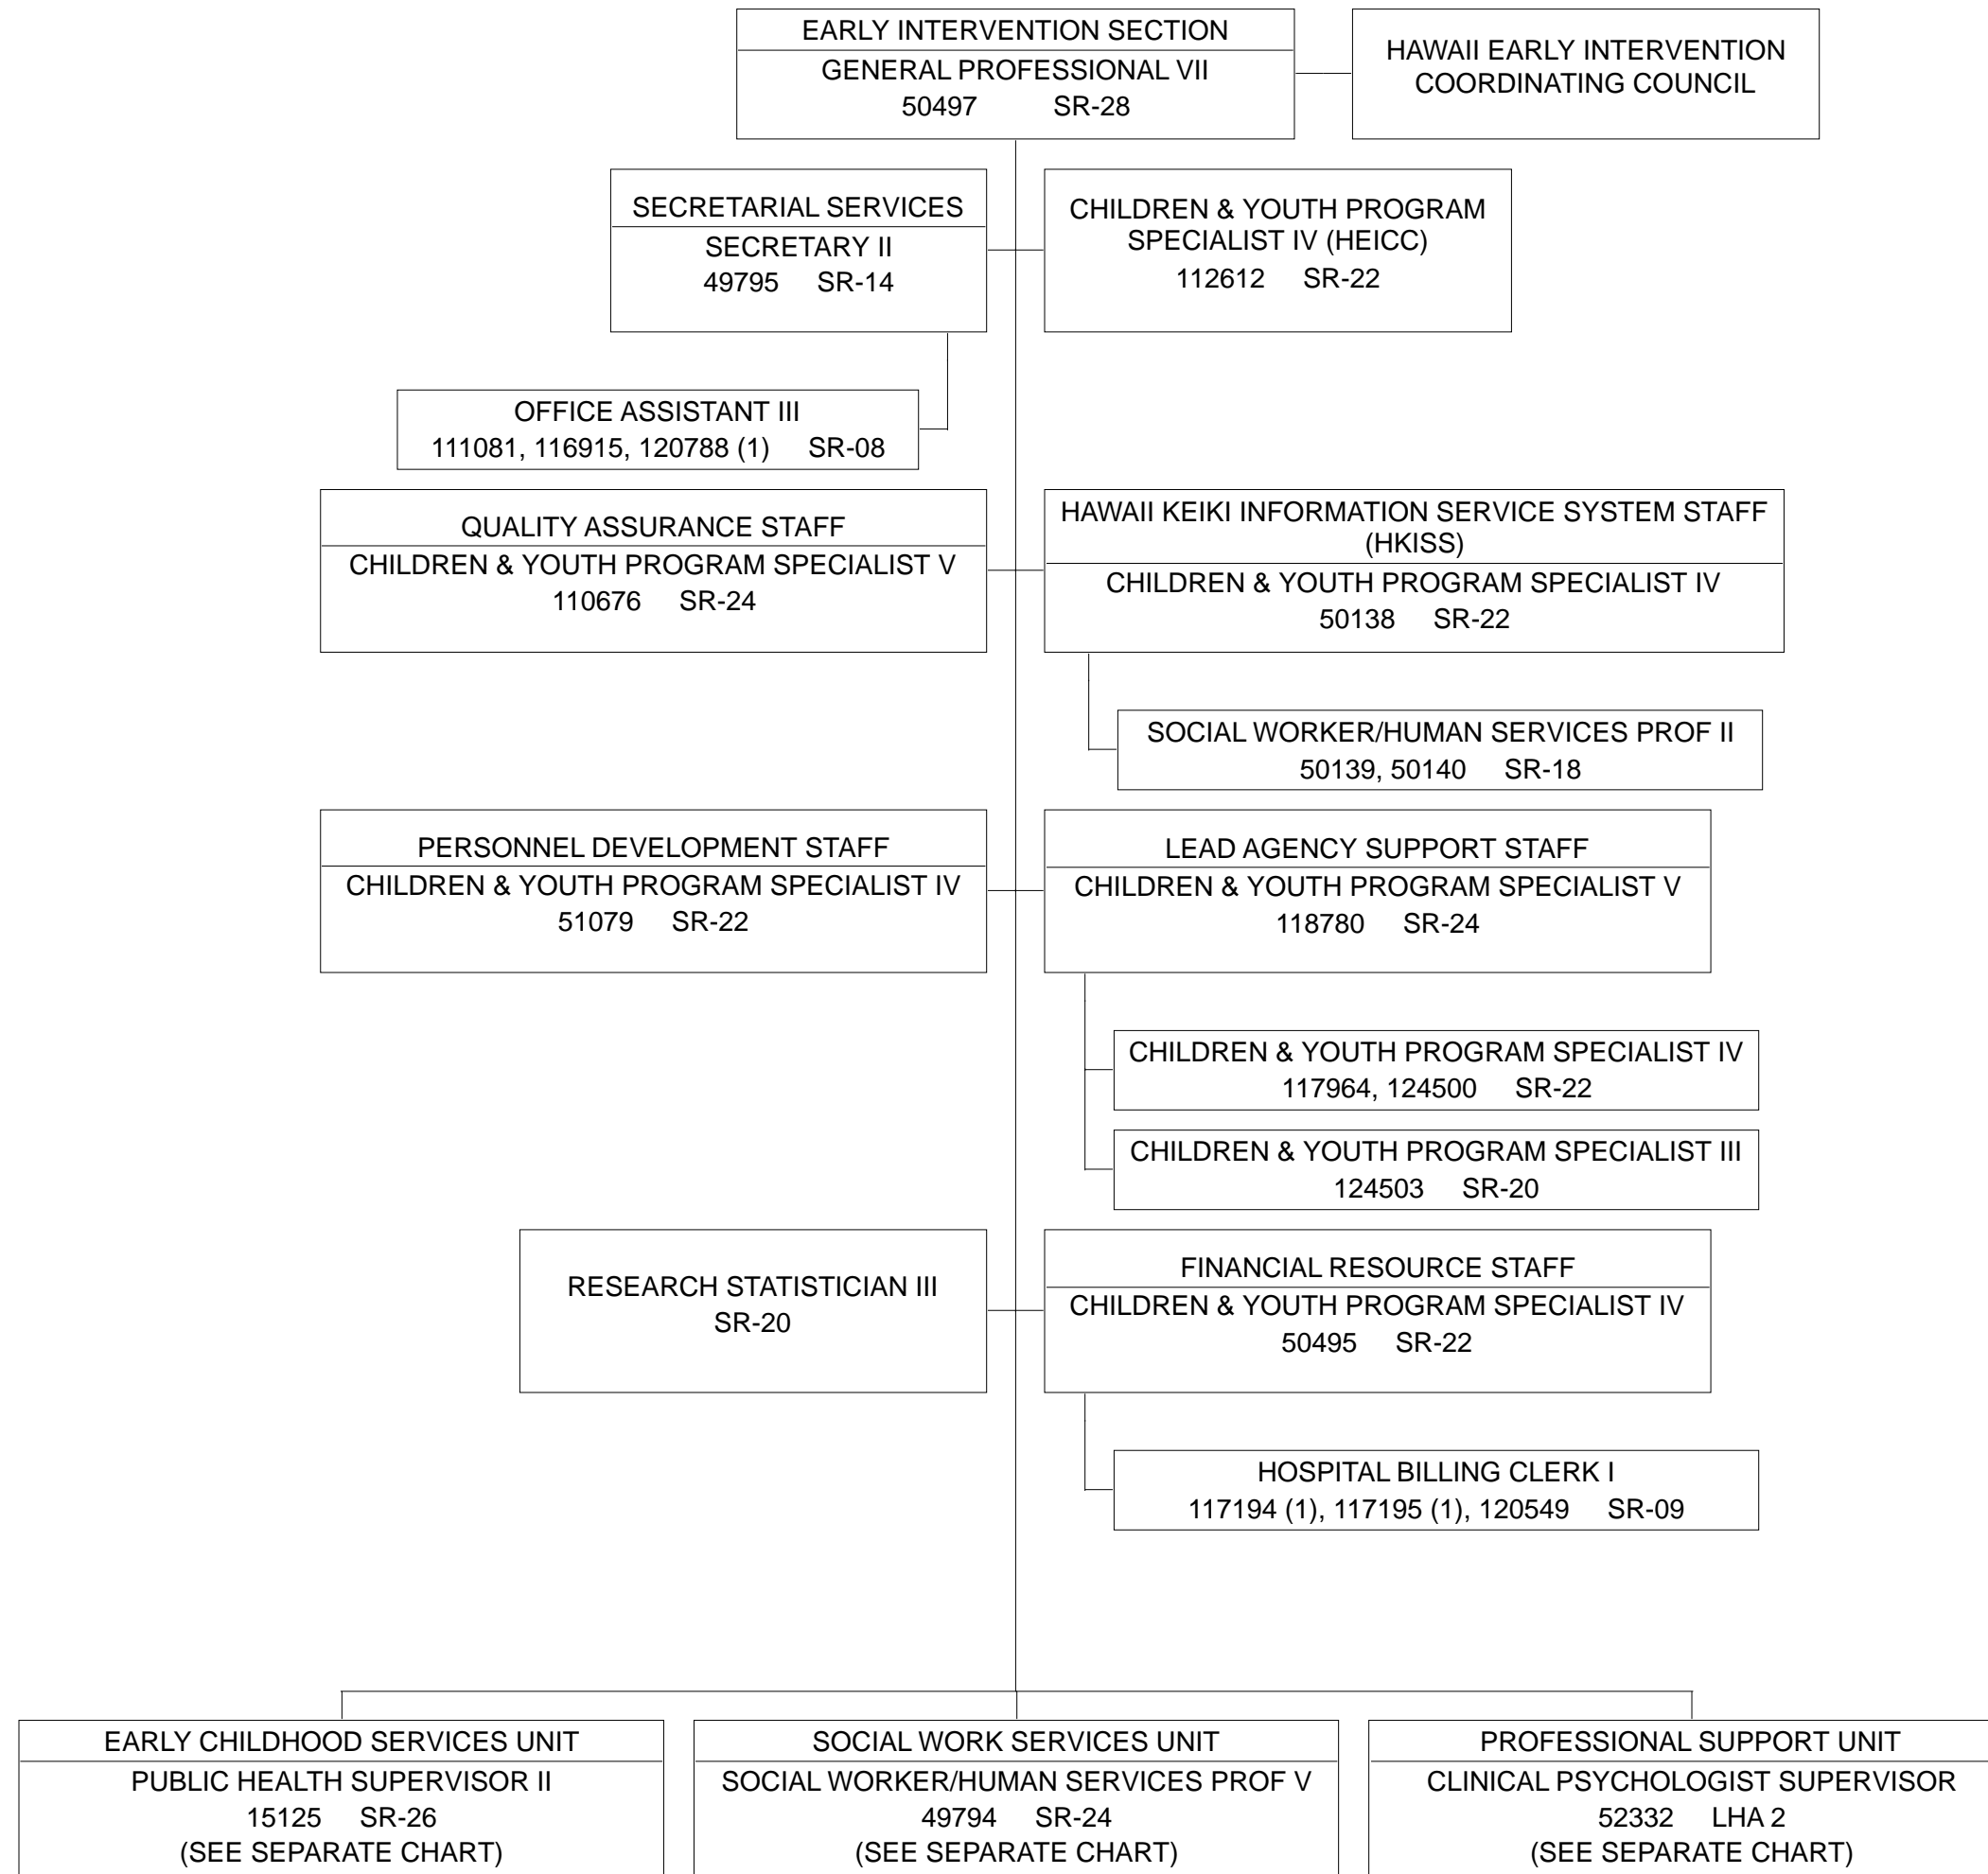 EARLY INTERVENTION SECTION
GENERAL PROFESSIONAL VII
50497 SR-28
HAWAII EARLY INTERVENTION
COORDINATING COUNCIL
SECRETARIAL SERVICES
SECRETARY II
49795 SR-14
CHILDREN & YOUTH PROGRAM
SPECIALIST IV (HEICC)
112612 SR-22
OFFICE ASSISTANT III
111081, 116915, 120788 (1) SR-08
QUALITY ASSURANCE STAFF
CHILDREN & YOUTH PROGRAM SPECIALIST V
110676 SR-24
HAWAII KEIKI INFORMATION SERVICE SYSTEM STAFF
(HKISS)
CHILDREN & YOUTH PROGRAM SPECIALIST IV
50138 SR-22
SOCIAL WORKER/HUMAN SERVICES PROF II
50139, 50140 SR-18
PERSONNEL DEVELOPMENT STAFF
CHILDREN & YOUTH PROGRAM SPECIALIST IV
51079 SR-22
LEAD AGENCY SUPPORT STAFF
CHILDREN & YOUTH PROGRAM SPECIALIST V
118780 SR-24
CHILDREN & YOUTH PROGRAM SPECIALIST IV
117964, 124500 SR-22
CHILDREN & YOUTH PROGRAM SPECIALIST III
124503 SR-20
RESEARCH STATISTICIAN III
SR-20
FINANCIAL RESOURCE STAFF
CHILDREN & YOUTH PROGRAM SPECIALIST IV
50495 SR-22
HOSPITAL BILLING CLERK I
117194 (1), 117195 (1), 120549 SR-09
EARLY CHILDHOOD SERVICES UNIT
PUBLIC HEALTH SUPERVISOR II
15125 SR-26
(SEE SEPARATE CHART)
SOCIAL WORK SERVICES UNIT
SOCIAL WORKER/HUMAN SERVICES PROF V
49794 SR-24
(SEE SEPARATE CHART)
PROFESSIONAL SUPPORT UNIT
CLINICAL PSYCHOLOGIST SUPERVISOR
52332 LHA 2
(SEE SEPARATE CHART)